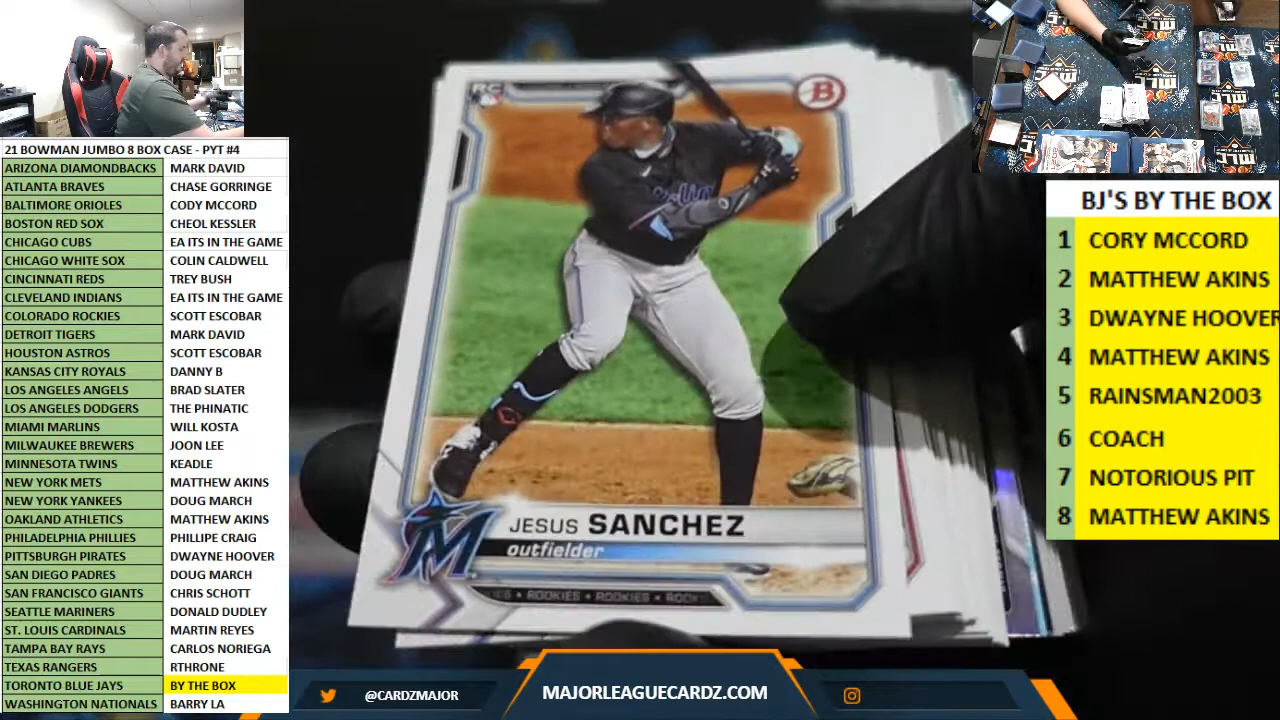 21 BOWMAN JUMBO 8 BOX CASE - PYT #4
ARIZONA DIAMONDBACKS MARK DAVID
ATLANTA BRAVES CHASE GORRINGE
BALTIMORE ORIOLES CODY MCCORD
BOSTON RED SOX CHEOL KESSLER
CHICAGO CUBS EA ITS IN THE GAME
CHICAGO WHITE SOX COLIN CALDWELL
CINCINNATI REDS TREY BUSH
CLEVELAND INDIANS EA ITS IN THE GAME
COLORADO ROCKIES SCOTT ESCOBAR
DETROIT TIGERS MARK DAVID
HOUSTON ASTROS SCOTT ESCOBAR
KANSAS CITY ROYALS DANNY B
LOS ANGELES ANGELS BRAD SLATER
LOS ANGELES DODGERS THE PHINATIC
MIAMI MARLINS WILL KOSTA
MILWAUKEE BREWERS JOON LEE
MINNESOTA TWINS KEADLE
NEW YORK METS MATTHEW AKINS
NEW YORK YANKEES DOUG MARCH
OAKLAND ATHLETICS MATTHEW AKINS
PHILADELPHIA PHILLIES PHILLIPE CRAIG
PITTSBURGH PIRATES DWAYNE HOOVER
SAN DIEGO PADRES DOUG MARCH
SAN FRANCISCO GIANTS CHRIS SCHOTT
SEATTLE MARINERS DONALD DUDLEY
ST. LOUIS CARDINALS MARTIN REYES
TAMPA BAY RAYS CARLOS NORIEGA
TEXAS RANGERS RTHRONE
TORONTO BLUE JAYS BY THE BOX
WASHINGTON NATIONALS BARRY LA
RC
B
JESUS SANCHEZ
outfielder
M
ROOKIES • ROOKIES
BJ'S BY THE BOX
1 CORY MCCORD
2 MATTHEW AKINS
3 DWAYNE HOOVER
4 MATTHEW AKINS
5 RAINSMAN2003
6 COACH
7 NOTORIOUS PIT
8 MATTHEW AKINS
@CARDZMAJOR
MAJORLEAGUECARDZ.COM